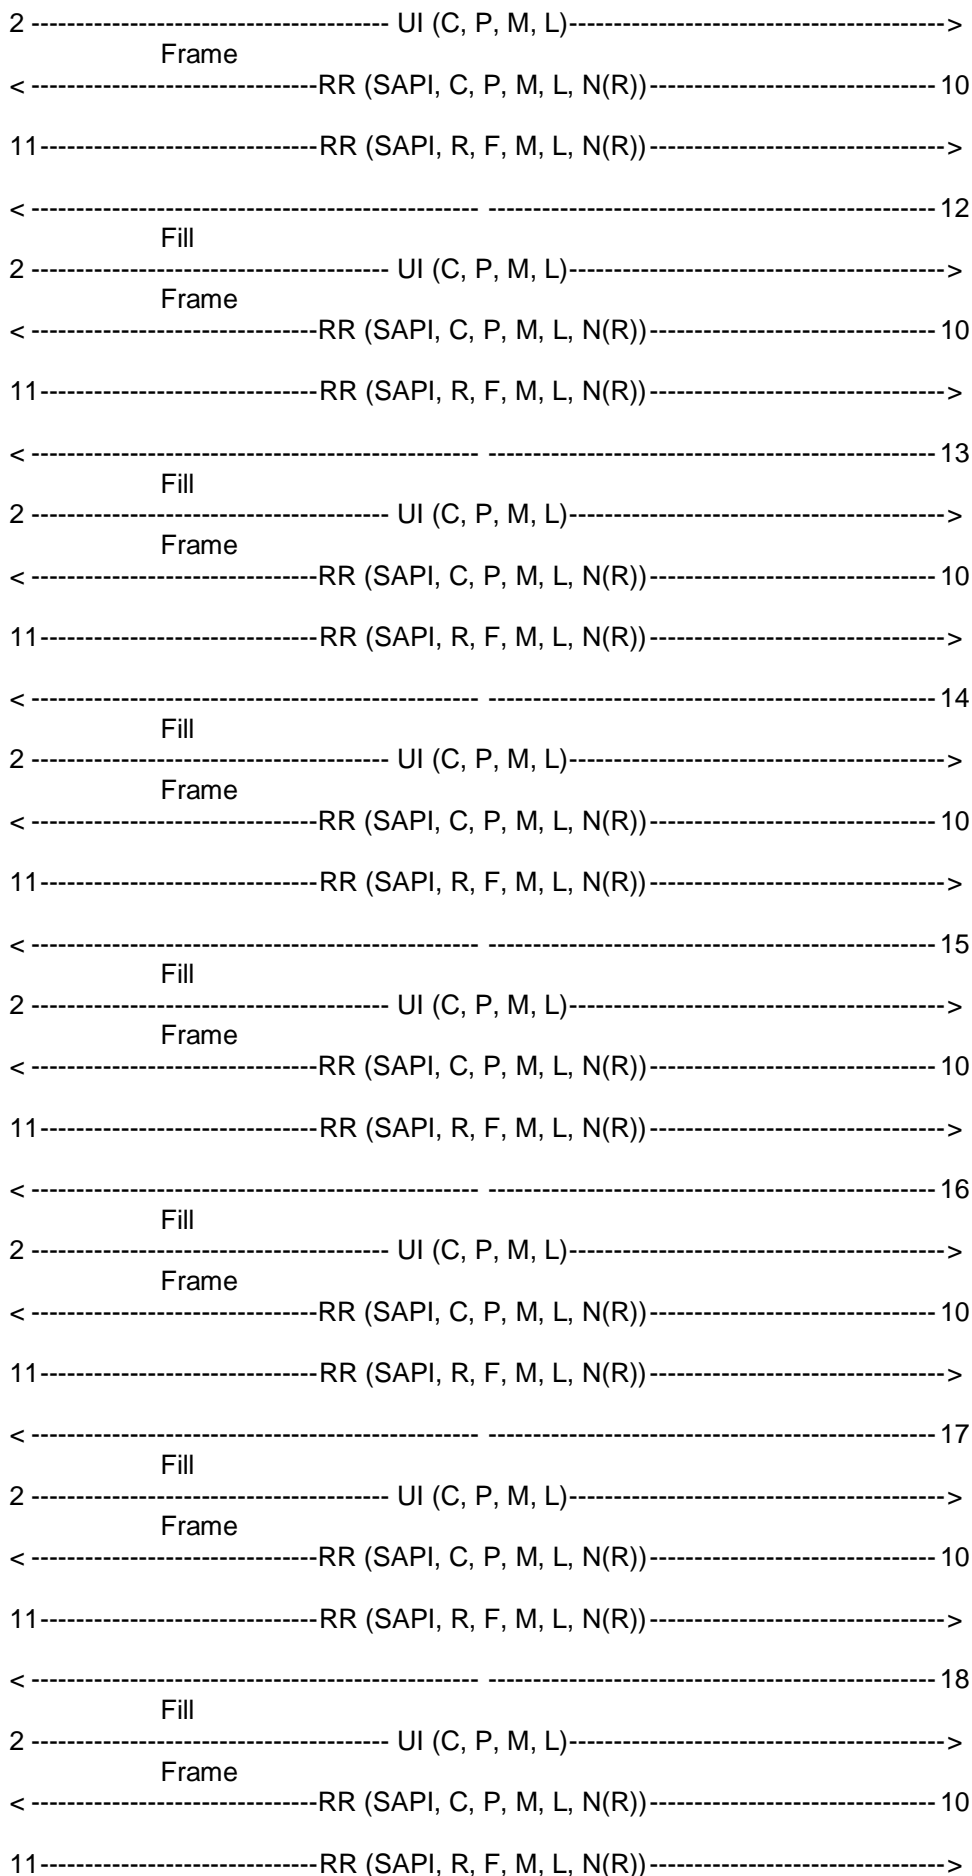 2 ---------------------------------------- UI (C, P, M, L)------------------------------------------>
Frame
< --------------------------------RR (SAPI, C, P, M, L, N(R))-------------------------------- 10
11-------------------------------RR (SAPI, R, F, M, L, N(R))--------------------------------->
< -------------------------------------------------- -------------------------------------------------- 12
Fill
2 ---------------------------------------- UI (C, P, M, L)------------------------------------------>
Frame
< --------------------------------RR (SAPI, C, P, M, L, N(R))-------------------------------- 10
11-------------------------------RR (SAPI, R, F, M, L, N(R))--------------------------------->
< -------------------------------------------------- -------------------------------------------------- 13
Fill
2 ---------------------------------------- UI (C, P, M, L)------------------------------------------>
Frame
< --------------------------------RR (SAPI, C, P, M, L, N(R))-------------------------------- 10
11-------------------------------RR (SAPI, R, F, M, L, N(R))--------------------------------->
< -------------------------------------------------- -------------------------------------------------- 14
Fill
2 ---------------------------------------- UI (C, P, M, L)------------------------------------------>
Frame
< --------------------------------RR (SAPI, C, P, M, L, N(R))-------------------------------- 10
11-------------------------------RR (SAPI, R, F, M, L, N(R))--------------------------------->
< -------------------------------------------------- -------------------------------------------------- 15
Fill
2 ---------------------------------------- UI (C, P, M, L)------------------------------------------>
Frame
< --------------------------------RR (SAPI, C, P, M, L, N(R))-------------------------------- 10
11-------------------------------RR (SAPI, R, F, M, L, N(R))--------------------------------->
< -------------------------------------------------- -------------------------------------------------- 16
Fill
2 ---------------------------------------- UI (C, P, M, L)------------------------------------------>
Frame
< --------------------------------RR (SAPI, C, P, M, L, N(R))-------------------------------- 10
11-------------------------------RR (SAPI, R, F, M, L, N(R))--------------------------------->
< -------------------------------------------------- -------------------------------------------------- 17
Fill
2 ---------------------------------------- UI (C, P, M, L)------------------------------------------>
Frame
< --------------------------------RR (SAPI, C, P, M, L, N(R))-------------------------------- 10
11-------------------------------RR (SAPI, R, F, M, L, N(R))--------------------------------->
< -------------------------------------------------- -------------------------------------------------- 18
Fill
2 ---------------------------------------- UI (C, P, M, L)------------------------------------------>
Frame
< --------------------------------RR (SAPI, C, P, M, L, N(R))-------------------------------- 10
11-------------------------------RR (SAPI, R, F, M, L, N(R))--------------------------------->